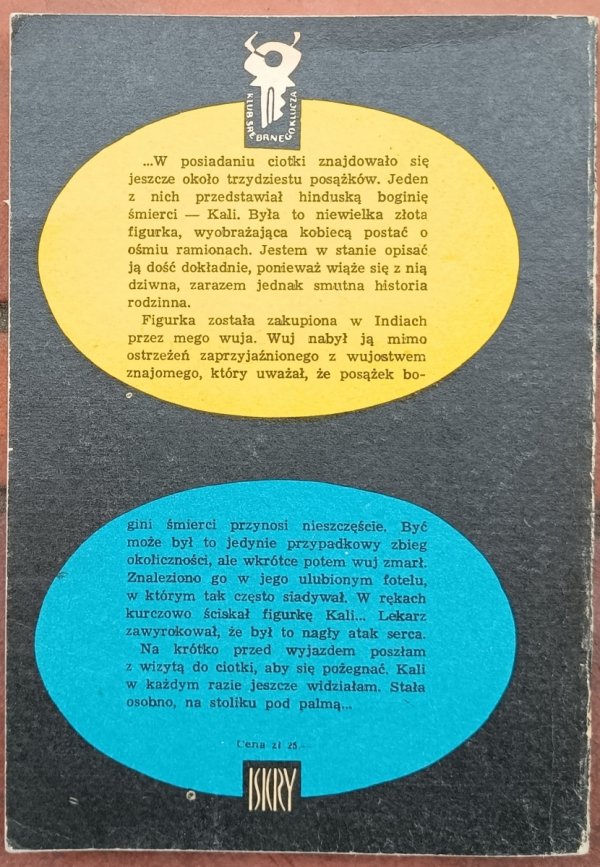 KLUB SREBRNEGO KLUCZA
...W posiadaniu ciotki znajdowało się
jeszcze około trzydziestu posążków. Jeden
z nich przedstawiał hinduską boginię
śmierci — Kali. Była to niewielka złota
figurka, wyobrażająca kobiecą postać o
ośmiu ramionach. Jestem w stanie opisać
ją dość dokładnie, ponieważ wiąże się z nią
dziwna, zarazem jednak smutna historia
rodzinna.
Figurka została zakupiona w Indiach
przez mego wuja. Wuj nabył ją mimo
ostrzeżeń zaprzyjaźnionego z wujostwem
znajomego, który uważał, że posążek bo-
gini śmierci przynosi nieszczęście. Być
może był to jedynie przypadkowy zbieg
okoliczności, ale wkrótce potem wuj zmarł.
Znaleziono go w jego ulubionym fotelu,
w którym tak często siadywał. W rękach
kurczowo ściskał figurkę Kali... Lekarz
zawyrokował, że był to nagły atak serca.
Na krótko przed wyjazdem poszłam
z wizytą do ciotki, aby się pożegnać. Kali
w każdym razie jeszcze widziałam. Stała
osobno, na stoliku pod palmą...
Cena zł 25.—
ISKRY